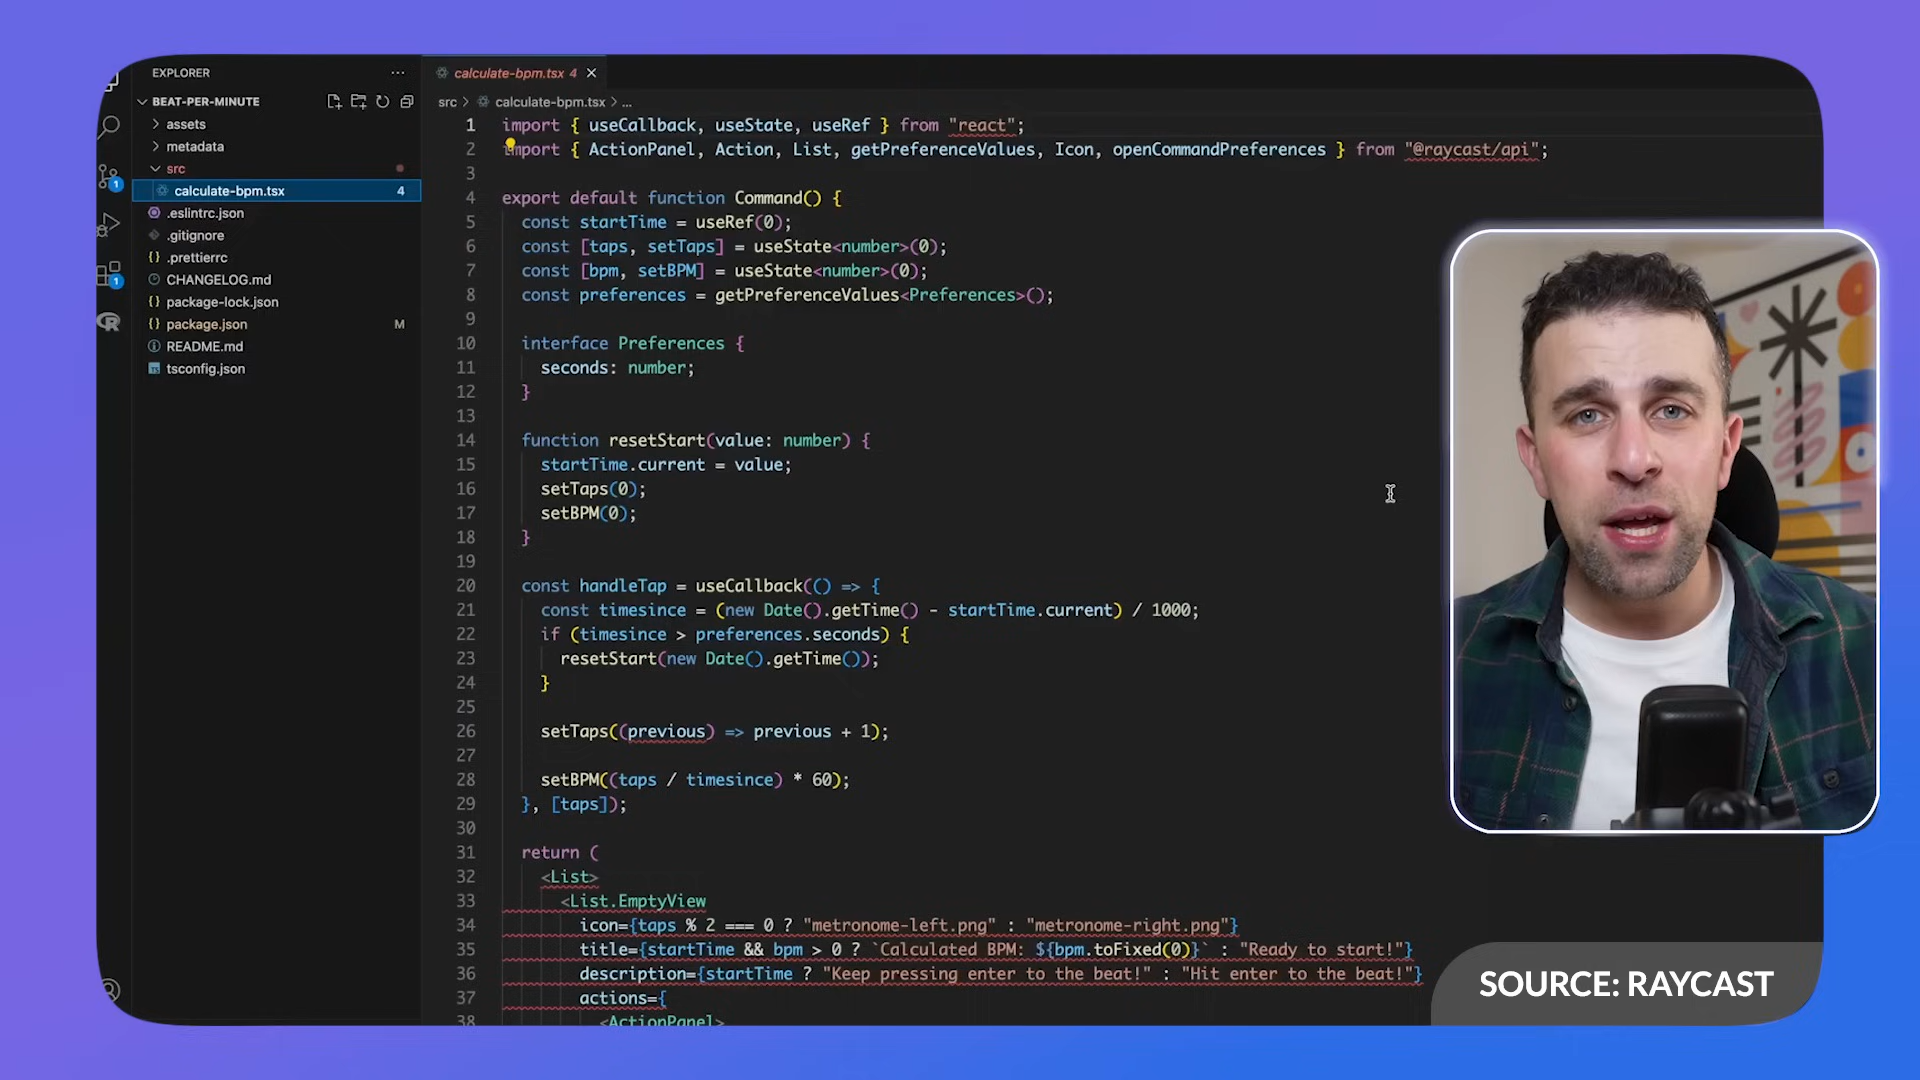 EXPLORER
BEAT-PER-MINUTE
assets
metadata
src
calculate-bpm.tsx 4
.eslintrc.json
.gitignore
.prettierrc
CHANGELOG.md
package-lock.json
package.json M
README.md
tsconfig.json
1
1
calculate-bpm.tsx 4
src > calculate-bpm.tsx > ...
1 import { useCallback, useState, useRef } from "react";
2 import { ActionPanel, Action, List, getPreferenceValues, Icon, openCommandPreferences } from "@raycast/api";
3
4 export default function Command() {
5 const startTime = useRef(0);
6 const [taps, setTaps] = useState<number>(0);
7 const [bpm, setBPM] = useState<number>(0);
8 const preferences = getPreferenceValues<Preferences>();
9
10 interface Preferences {
11 seconds: number;
12 }
13
14 function resetStart(value: number) {
15 startTime.current = value;
16 setTaps(0);
17 setBPM(0);
18 }
19
20 const handleTap = useCallback(() => {
21 const timesince = (new Date().getTime() - startTime.current) / 1000;
22 if (timesince > preferences.seconds) {
23 resetStart(new Date().getTime());
24 }
25
26 setTaps((previous) => previous + 1);
27
28 setBPM((taps / timesince) * 60);
29 }, [taps]);
30
31 return (
32 <List>
33 <List.EmptyView
34 icon={taps % 2 === 0 ? "metronome-left.png" : "metronome-right.png"}
35 title={startTime && bpm > 0 ? `Calculated BPM: ${bpm.toFixed(0)}` : "Ready to start!"}
36 description={startTime ? "Keep pressing enter to the beat!" : "Hit enter to the beat!"}
37 actions={
38 <ActionPanel>
SOURCE: RAYCAST